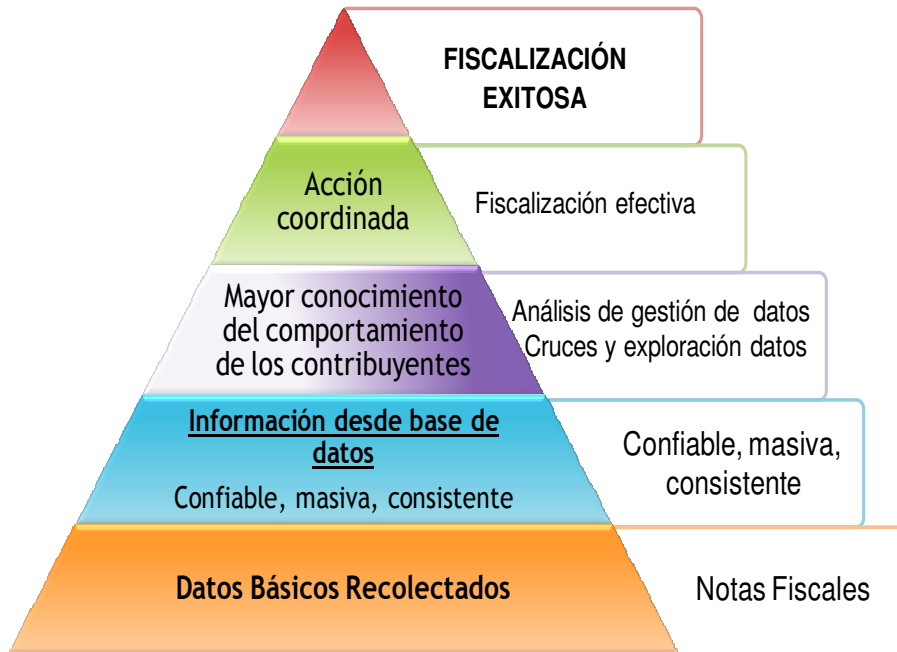 FISCALIZACIÓN
EXITOSA
Acción
coordinada
Fiscalización efectiva
Mayor conocimiento
del comportamiento
de los contribuyentes
Análisis de gestión de datos
Cruces y exploración datos
Información desde base de
datos
Confiable, masiva, consistente
Confiable, masiva,
consistente
Datos Básicos Recolectados
Notas Fiscales